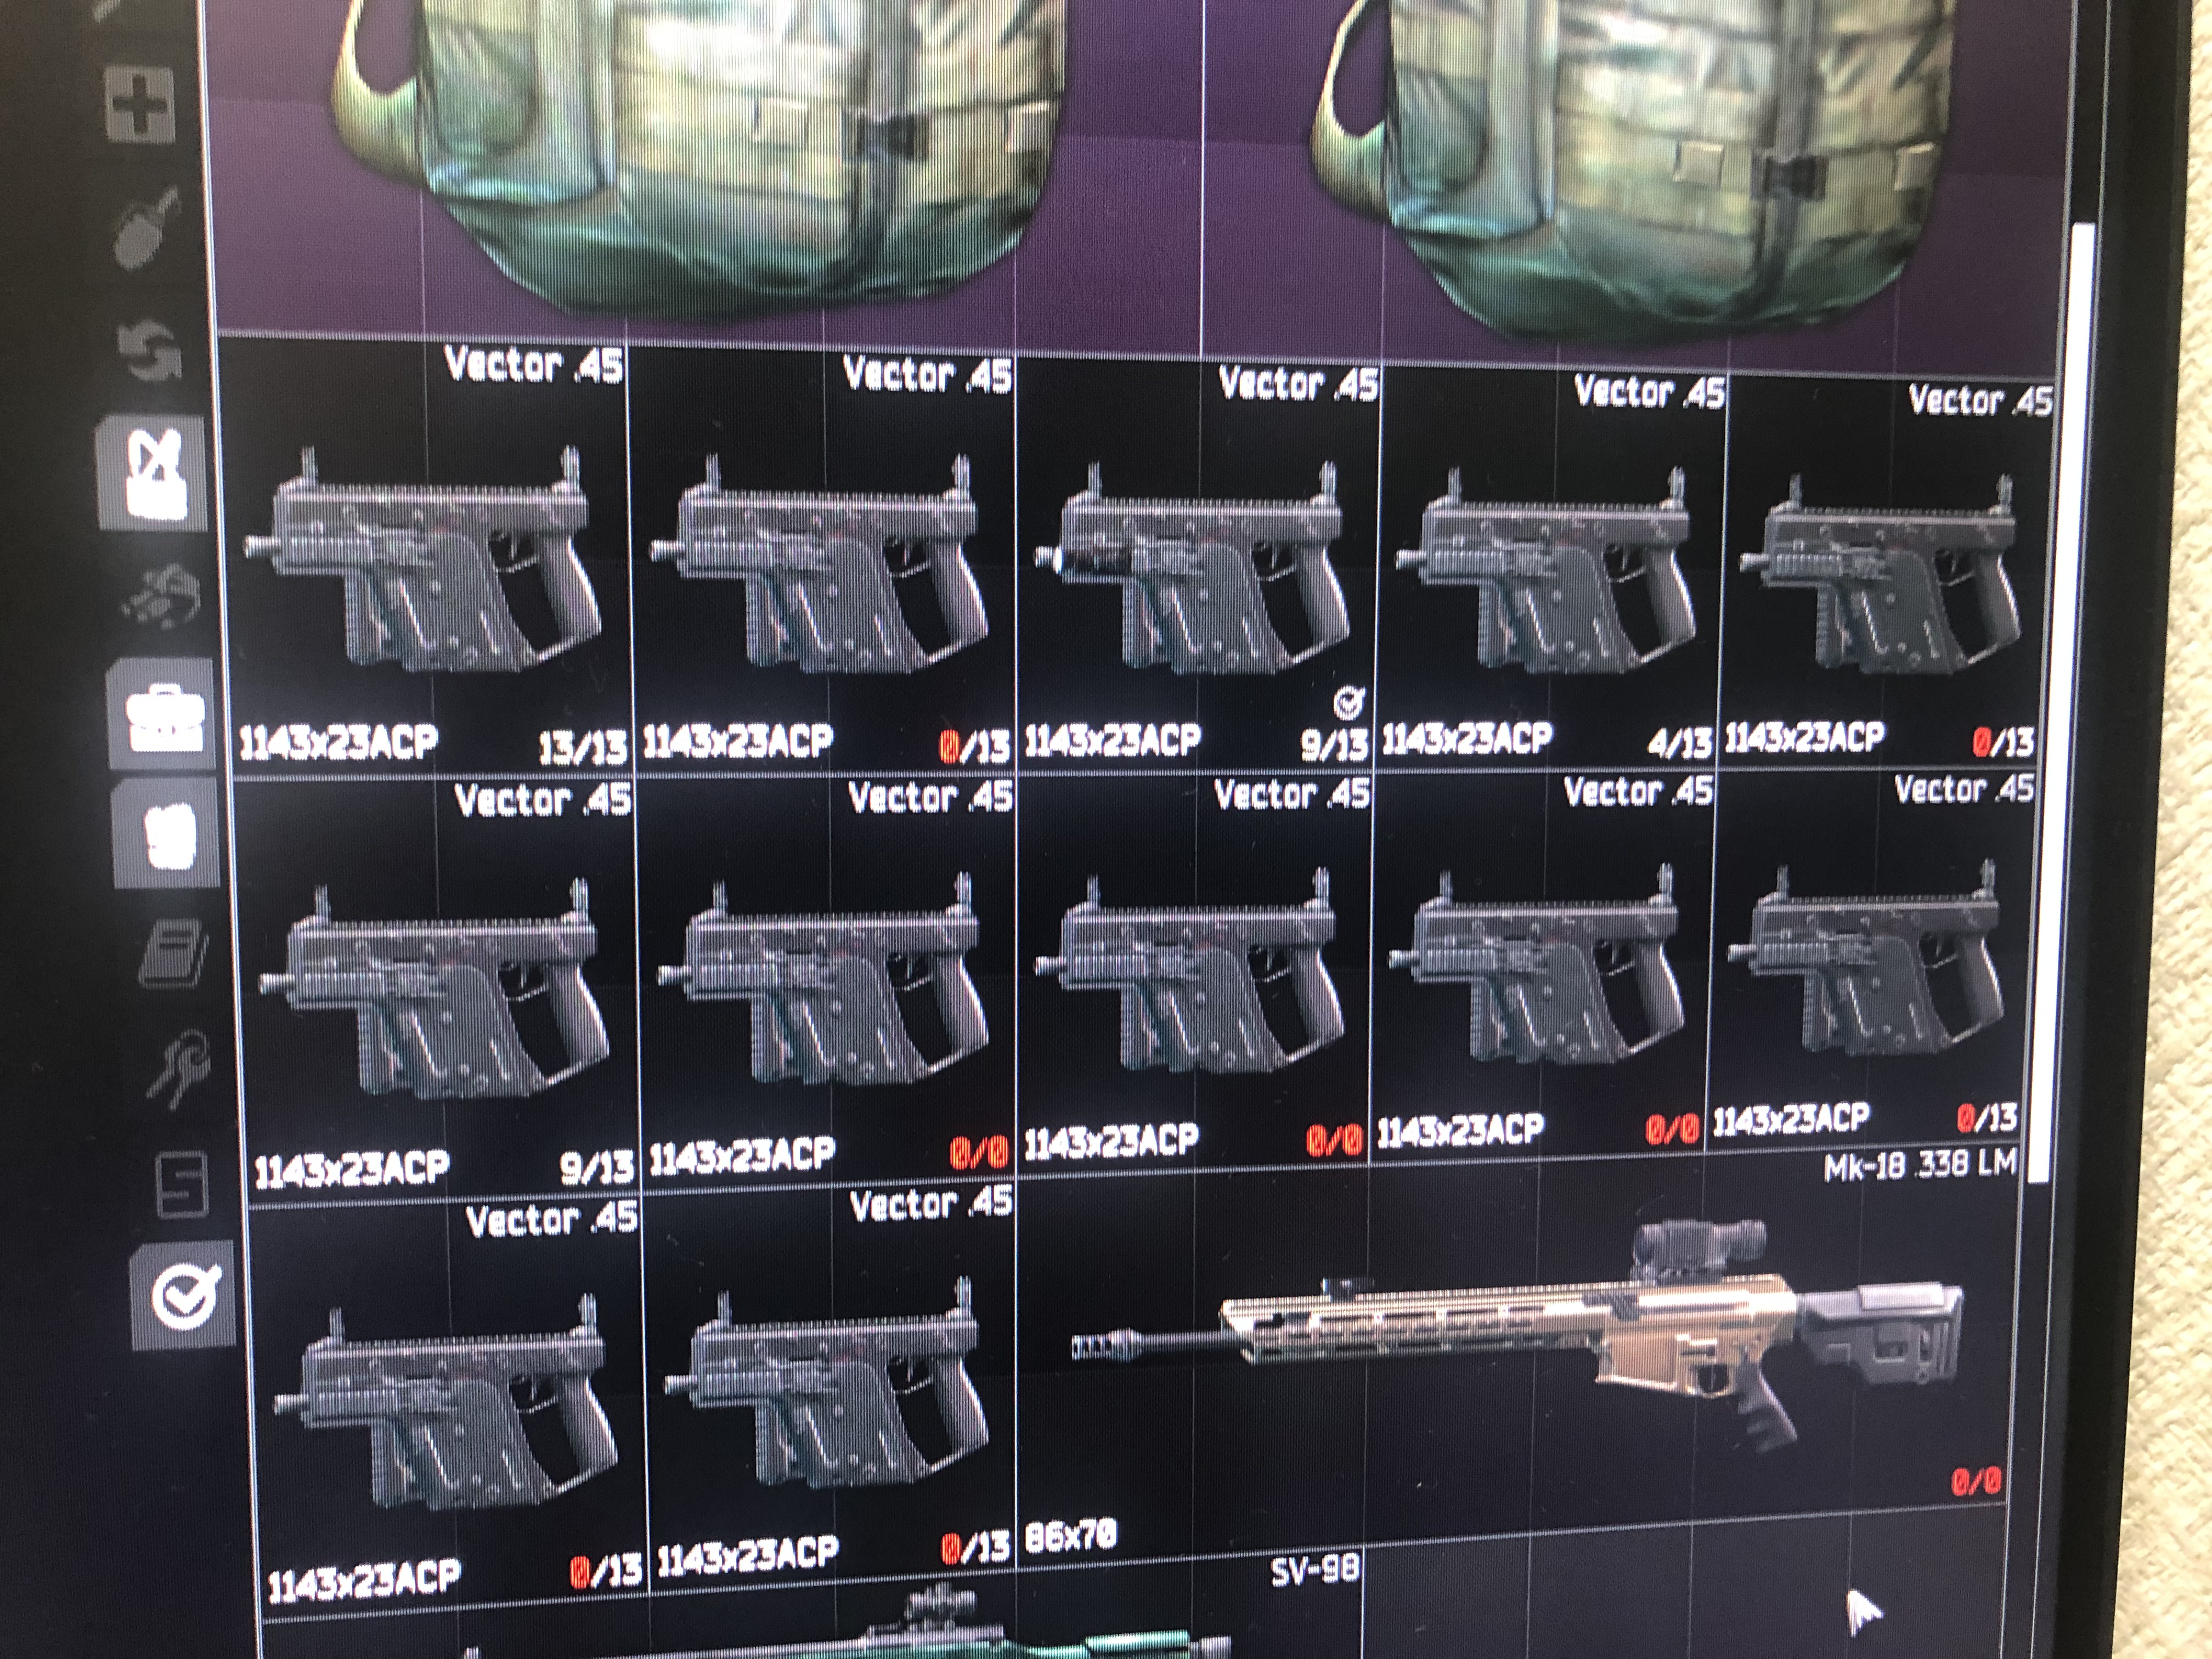 Vector .45
Vector .45
Vector .45
Vector .45
Vector .45
1143x23ACP 13/13
1143x23ACP 0/13
1143x23ACP 9/13
1143x23ACP 4/13
1143x23ACP 0/13
Vector .45
Vector .45
Vector .45
Vector .45
Vector .45
1143x23ACP 9/13
1143x23ACP 0/0
1143x23ACP 0/0
1143x23ACP 0/0
1143x23ACP 0/13
Vector .45
Vector .45
Mk-18 .338 LM
1143x23ACP 0/13
1143x23ACP 0/13
86x70 0/0
SV-98